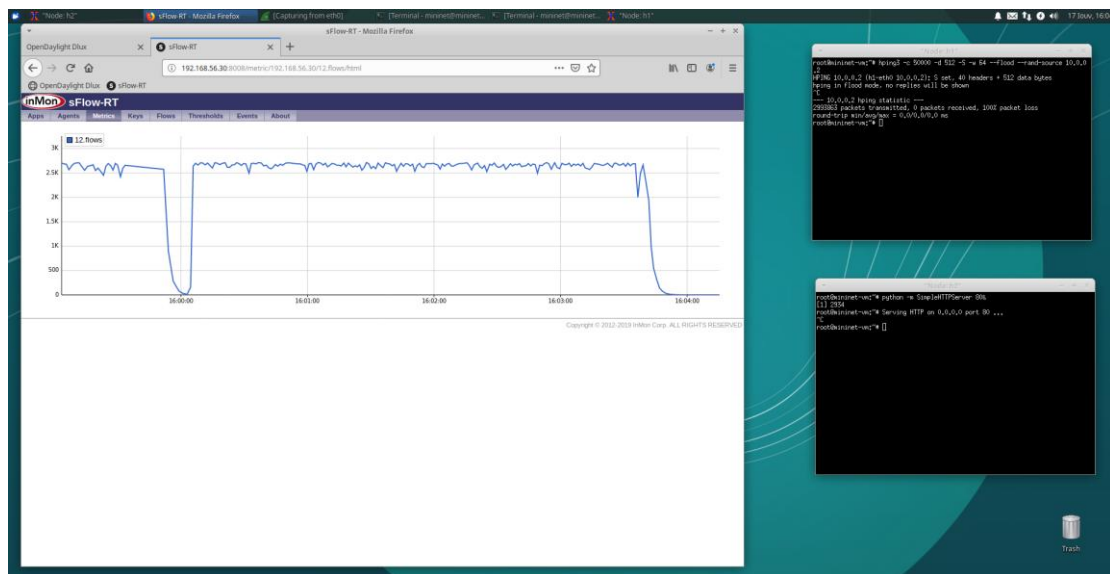 "Node: h2"
sFlow-RT - Mozilla Firefox
[Capturing from eth0]
[Terminal - mininet@mininet...
[Terminal - mininet@mininet...
"Node: h1"
17 Ιουν, 16:0
sFlow-RT - Mozilla Firefox
OpenDaylight Dlux
sFlow-RT
192.168.56.30:8008/metric/192.168.56.30/12.flows/html
OpenDaylight Dlux
sFlow-RT
inMon sFlow-RT
Apps Agents Metrics Keys Flows Thresholds Events About
12.flows
3K
2.5K
2K
1.5K
1K
500
0
16:00:00
16:01:00
16:02:00
16:03:00
16:04:00
Copyright © 2012-2019 InMon Corp. ALL RIGHTS RESERVED
"Node: h1"
root@mininet-vm:~# hping3 -c 50000 -d 512 -S -w 64 --flood --rand-source 10.0.0
.2
HPING 10.0.0.2 (h1-eth0 10.0.0.2): S set, 40 headers + 512 data bytes
hping in flood mode, no replies will be shown
^C
--- 10.0.0.2 hping statistic ---
packets transmitted, 0 packets received, 100% packet loss
round-trip min/avg/max = 0.0/0.0/0.0 ms
root@mininet-vm:~#
"Node: h2"
root@mininet-vm:~# python -m SimpleHTTPServer 80&
[1] 2934
root@mininet-vm:~# Serving HTTP on 0.0.0.0 port 80 ...
^C
root@mininet-vm:~#
Trash